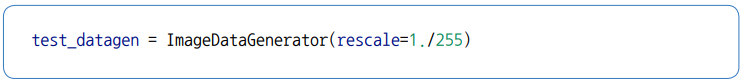 test_datagen = ImageDataGenerator(rescale=1./255)